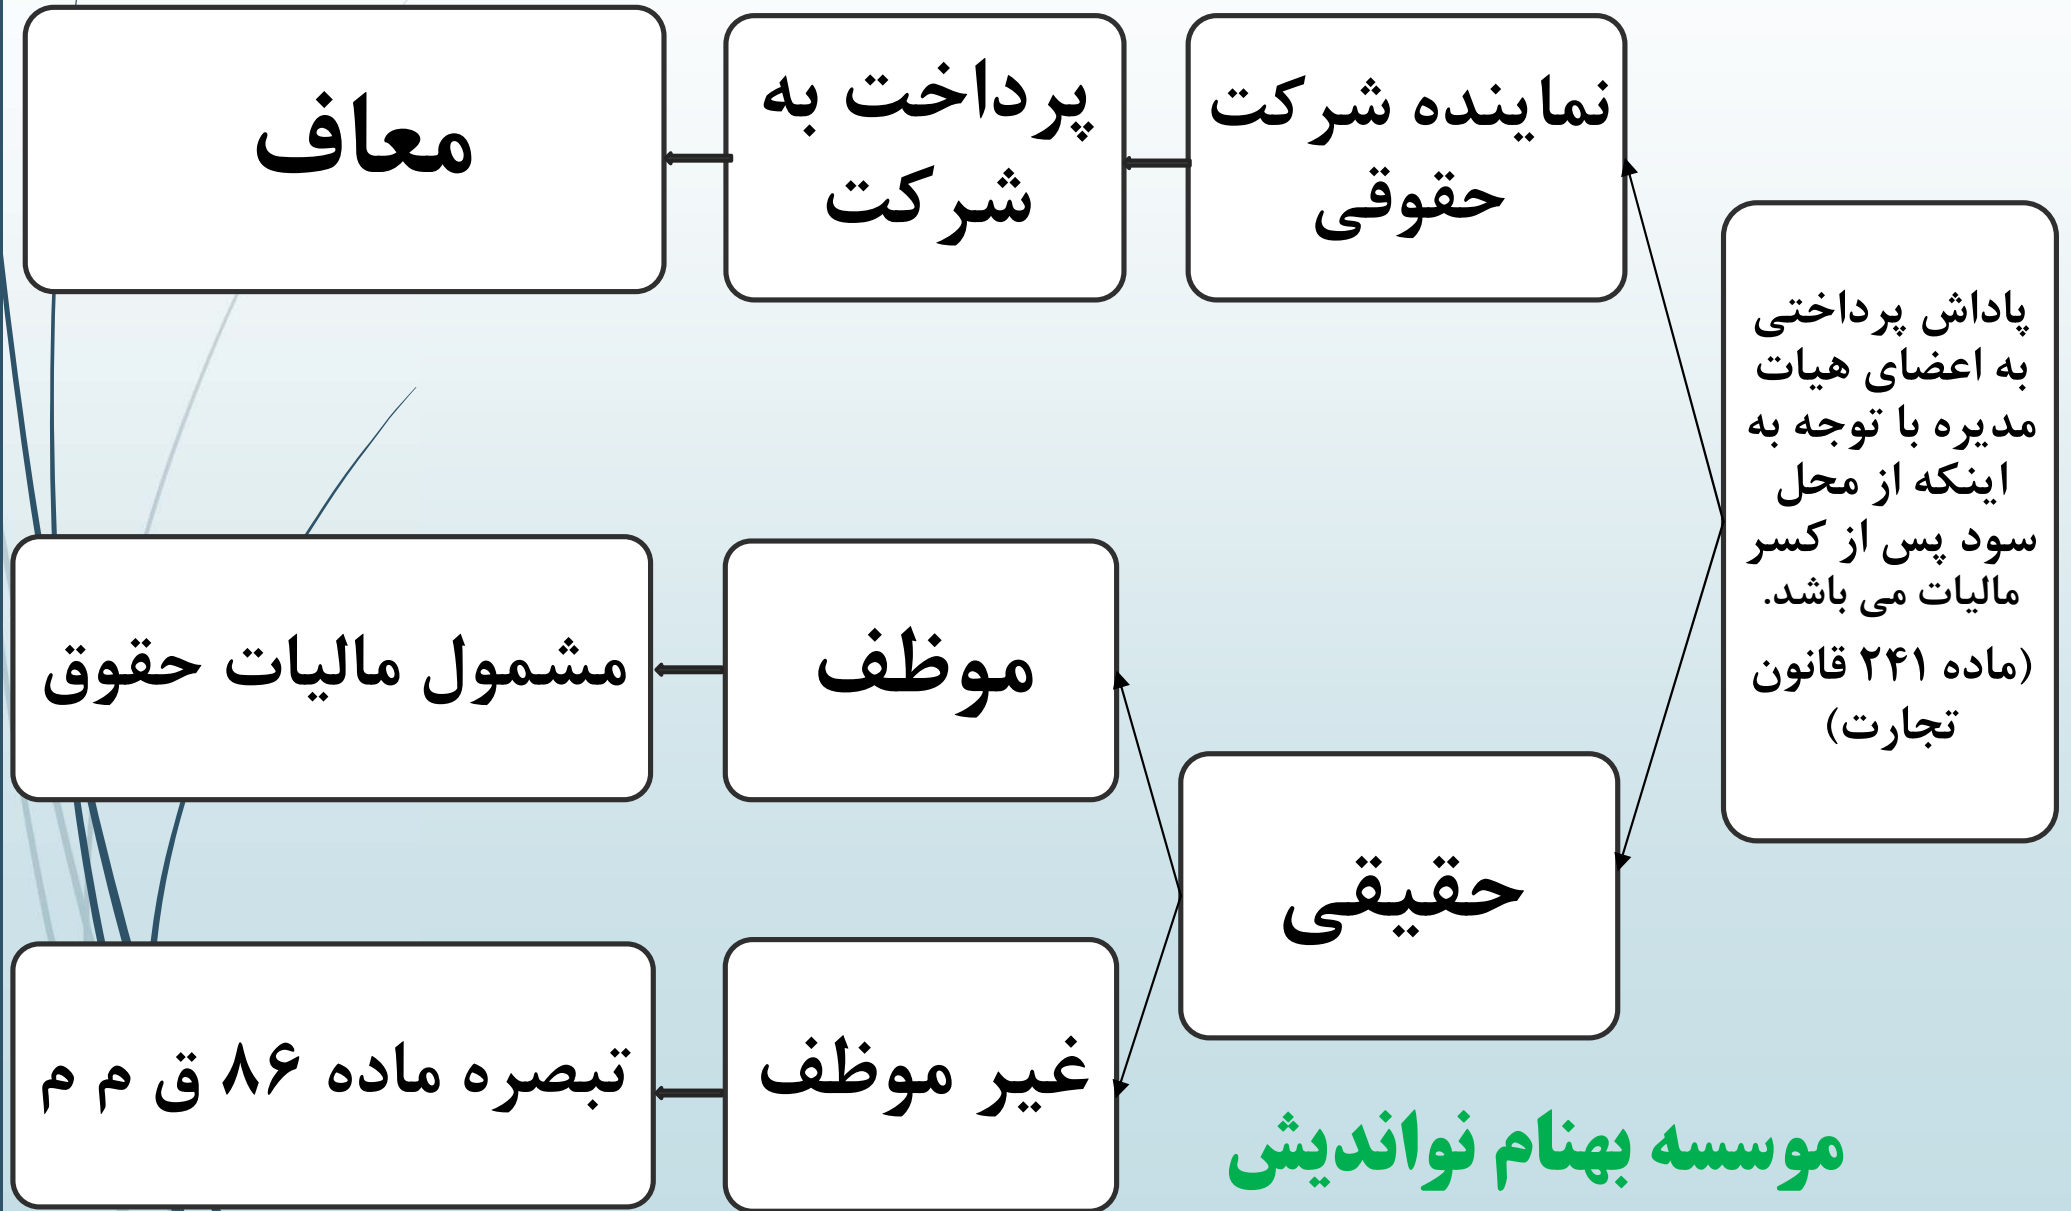 پاداش پرداختی
به اعضای هیات
مدیره با توجه به
اینکه از محل
سود پس از کسر
مالیات می باشد.
(ماده ۲۴۱ قانون
تجارت)
نماینده شرکت
حقوقی
پرداخت به
شرکت
معاف
حقیقی
موظف
مشمول مالیات حقوق
غیر موظف
تبصره ماده ۸۶ ق م م
موسسه بهنام نواندیش